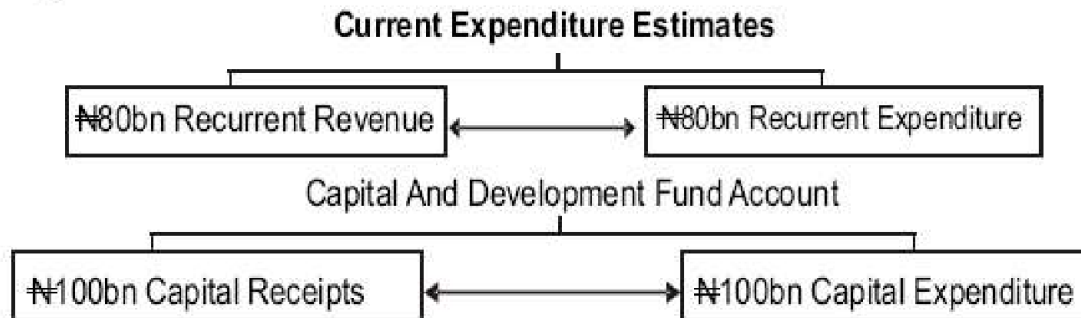 Current Expenditure Estimates
₦80bn Recurrent Revenue ₦80bn Recurrent Expenditure
Capital And Development Fund Account
₦100bn Capital Receipts ₦100bn Capital Expenditure